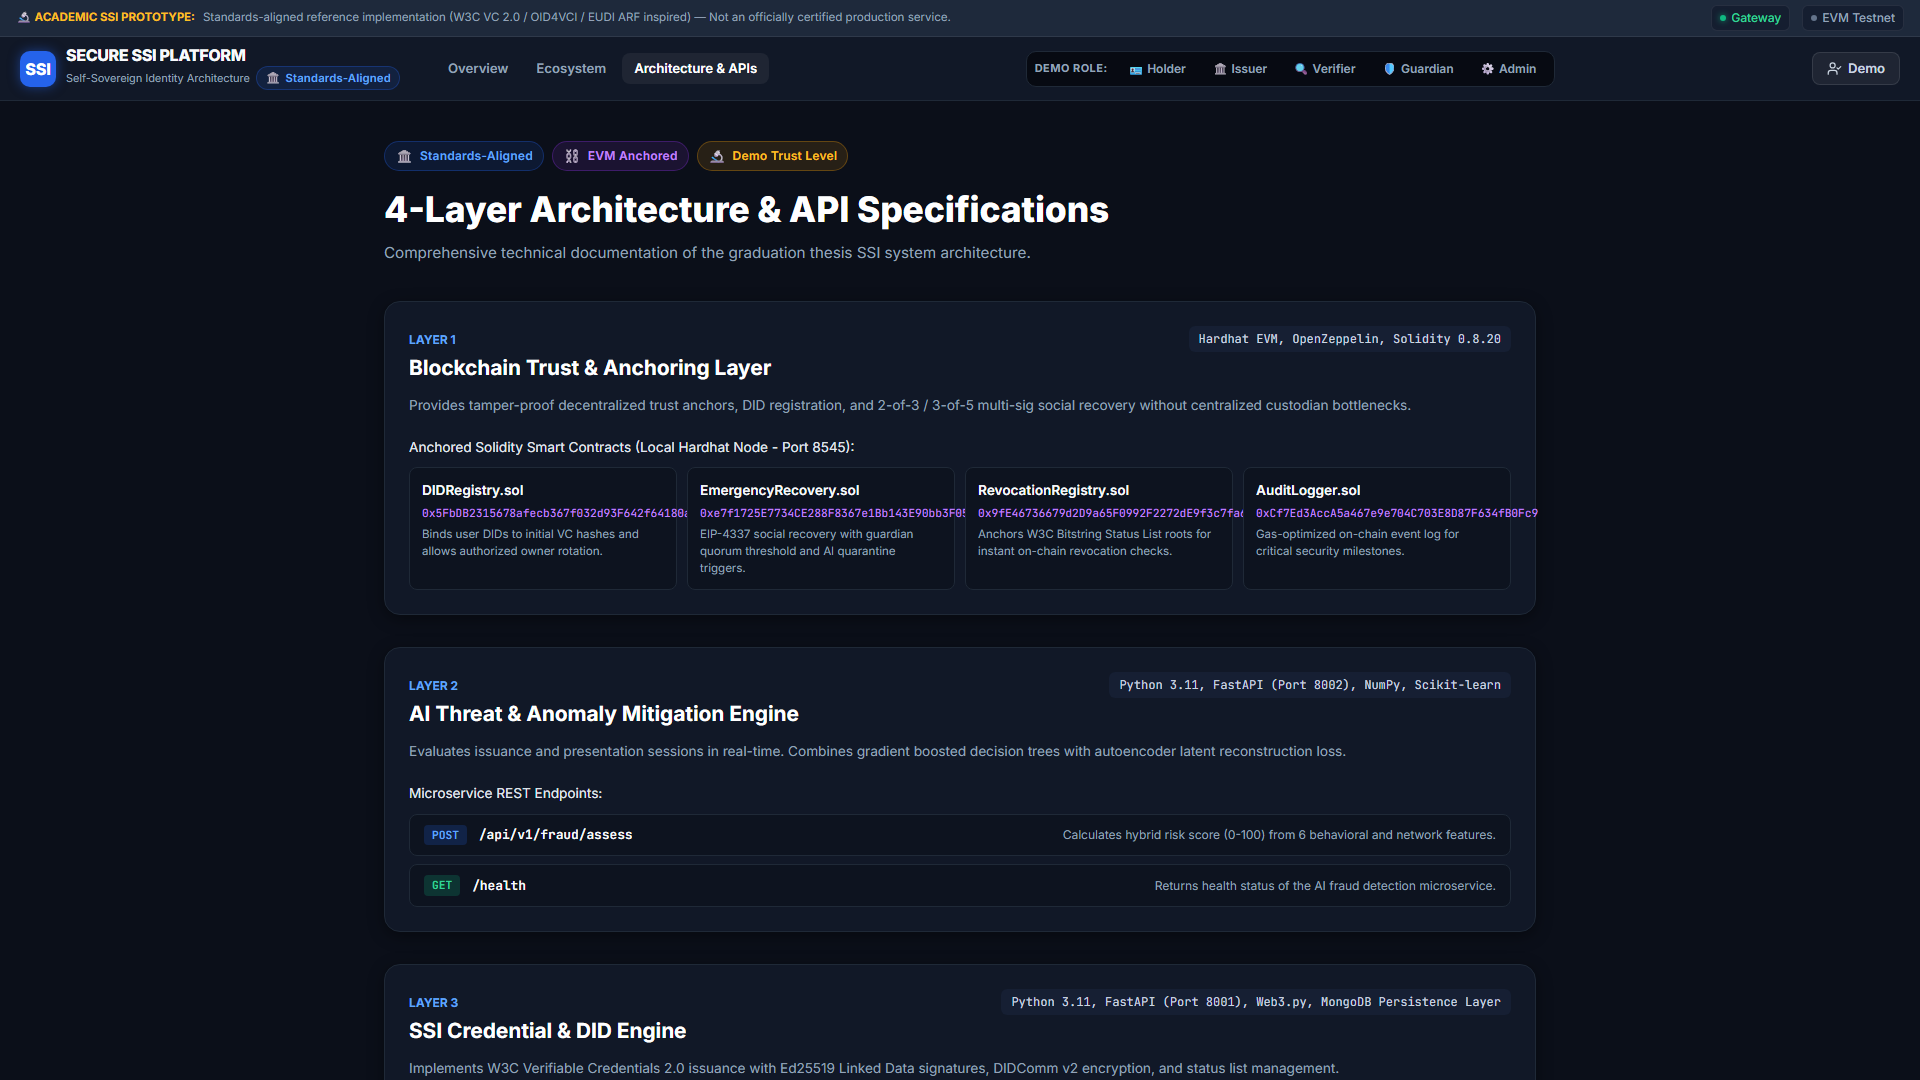 ACADEMIC SSI PROTOTYPE: Standards-aligned reference implementation (W3C VC 2.0 / OID4VCI / EUDI ARF inspired) — Not an officially certified production service.
Gateway
EVM Testnet
SSI
SECURE SSI PLATFORM
Self-Sovereign Identity Architecture
Standards-Aligned
Overview
Ecosystem
Architecture & APIs
DEMO ROLE:
Holder
Issuer
Verifier
Guardian
Admin
Demo
Standards-Aligned
EVM Anchored
Demo Trust Level
4-Layer Architecture & API Specifications
Comprehensive technical documentation of the graduation thesis SSI system architecture.
LAYER 1
Hardhat EVM, OpenZeppelin, Solidity 0.8.20
Blockchain Trust & Anchoring Layer
Provides tamper-proof decentralized trust anchors, DID registration, and 2-of-3 / 3-of-5 multi-sig social recovery without centralized custodian bottlenecks.
Anchored Solidity Smart Contracts (Local Hardhat Node - Port 8545):
DIDRegistry.sol
0x5FbDB2315678afecb367f032d93F642f64180a
Binds user DIDs to initial VC hashes and
allows authorized owner rotation.
EmergencyRecovery.sol
0xe7f1725E7734CE288F8367e1Bb143E90bb3F05
EIP-4337 social recovery with guardian
quorum threshold and AI quarantine
triggers.
RevocationRegistry.sol
0x9fE46736679d2D9a65F0992F2272dE9f3c7fa6
Anchors W3C Bitstring Status List roots for
instant on-chain revocation checks.
AuditLogger.sol
0xCf7Ed3AccA5a467e9e704C703E8D87F634fB0Fc9
Gas-optimized on-chain event log for
critical security milestones.
LAYER 2
Python 3.11, FastAPI (Port 8002), NumPy, Scikit-learn
AI Threat & Anomaly Mitigation Engine
Evaluates issuance and presentation sessions in real-time. Combines gradient boosted decision trees with autoencoder latent reconstruction loss.
Microservice REST Endpoints:
POST /api/v1/fraud/assess
Calculates hybrid risk score (0-100) from 6 behavioral and network features.
GET /health
Returns health status of the AI fraud detection microservice.
LAYER 3
Python 3.11, FastAPI (Port 8001), Web3.py, MongoDB Persistence Layer
SSI Credential & DID Engine
Implements W3C Verifiable Credentials 2.0 issuance with Ed25519 Linked Data signatures, DIDComm v2 encryption, and status list management.